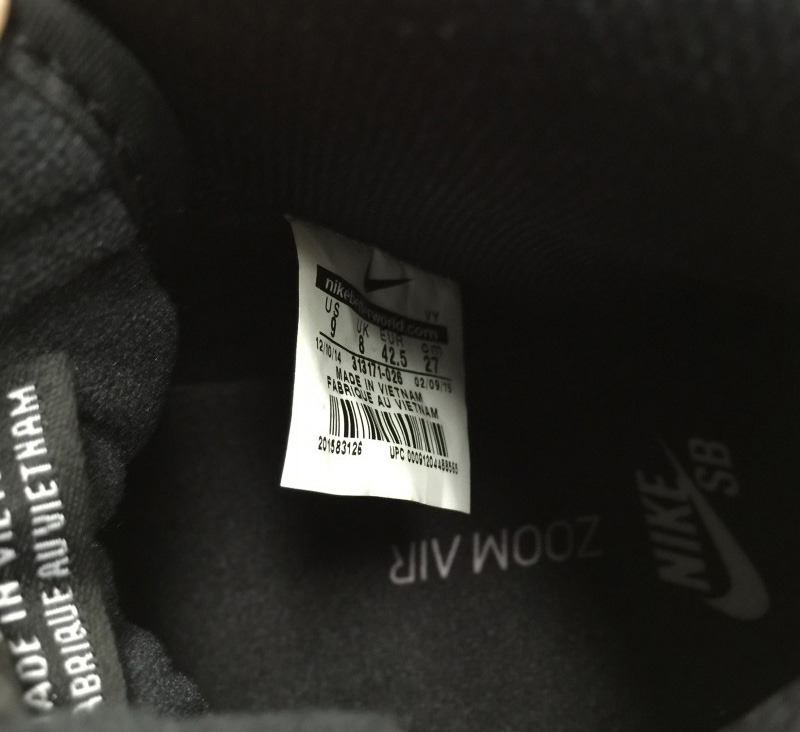 nikebetterworld.com
VY
US UK EUR cm
9 8 42.5 27
12/10/14 313171-026 02/09/15
MADE IN VIETNAM
FABRIQUE AU VIETNAM
201583126 UPC
ZOOM AIR
NIKE SB
FABRIQUE AU VIETNAM